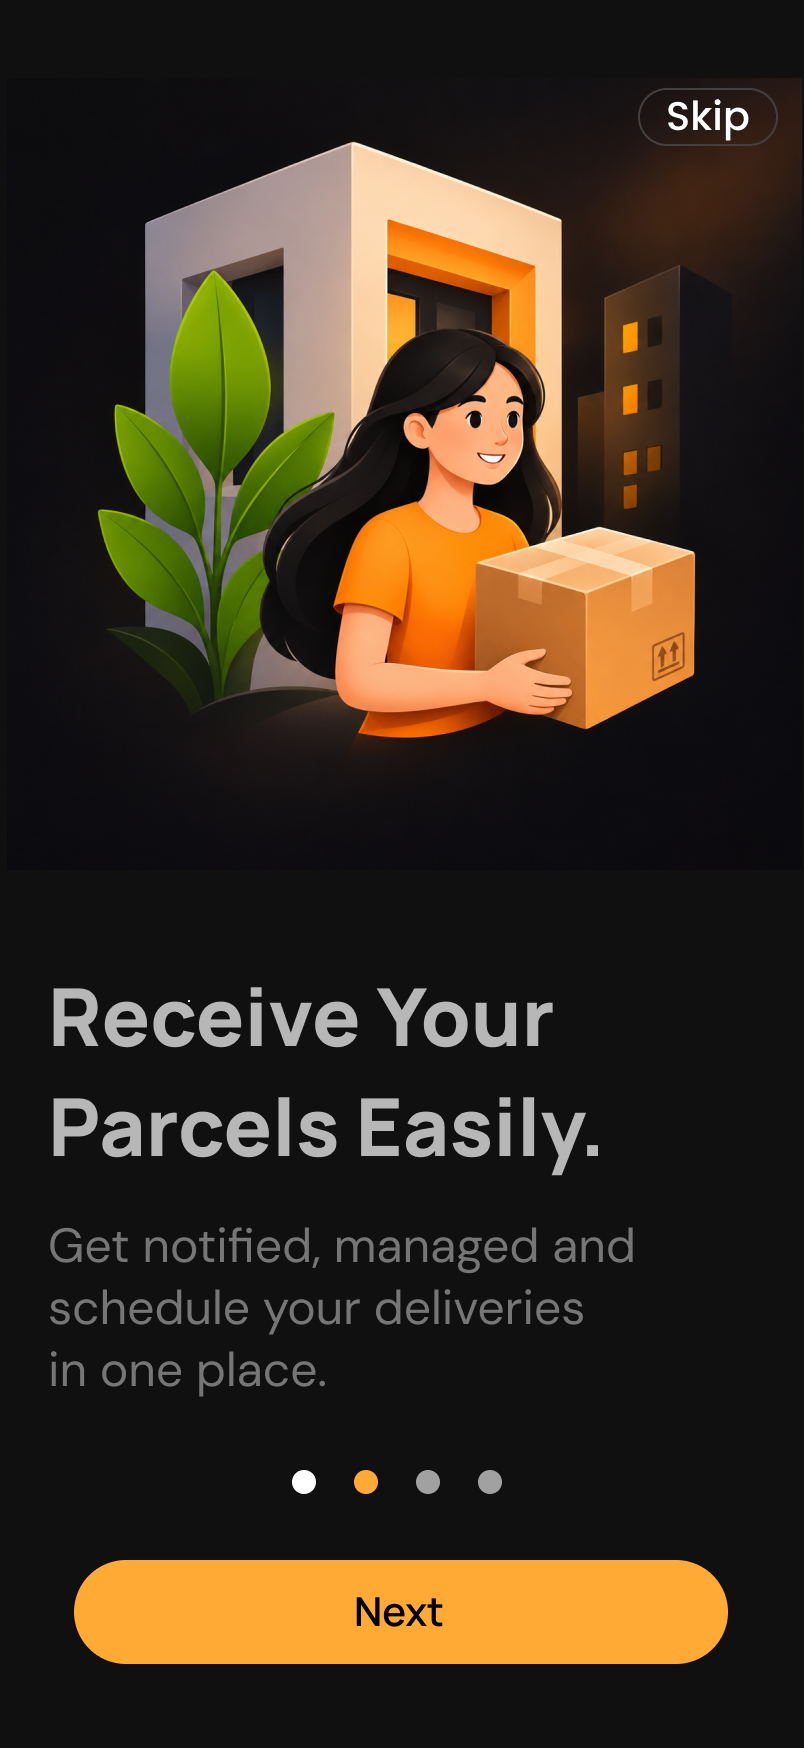 Skip
Receive Your
Parcels Easily.
Get notified, managed and
schedule your deliveries
in one place.
Next